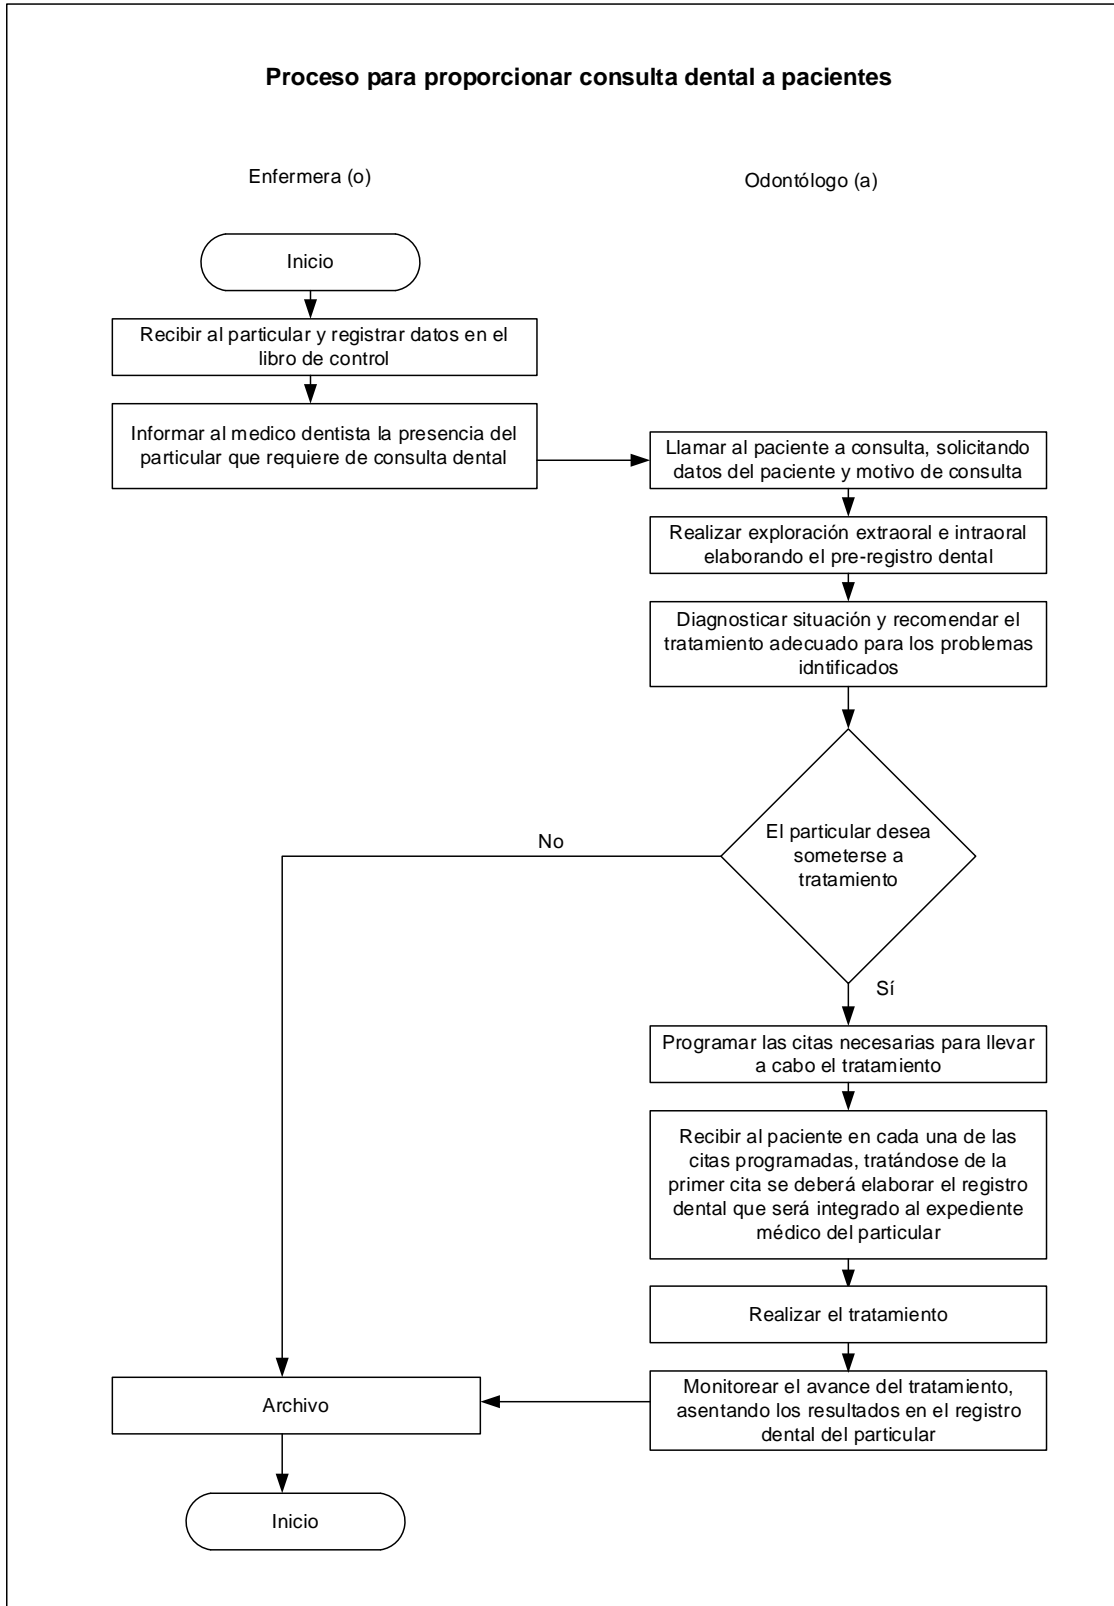 Proceso para proporcionar consulta dental a pacientes
Enfermera (o)
Odontólogo (a)
Inicio
Recibir al particular y registrar datos en el
libro de control
Informar al medico dentista la presencia del
particular que requiere de consulta dental
Llamar al paciente a consulta, solicitando
datos del paciente y motivo de consulta
Realizar exploración extraoral e intraoral
elaborando el pre-registro dental
Diagnosticar situación y recomendar el
tratamiento adecuado para los problemas
idntificados
El particular desea
someterse a
tratamiento
No
Sí
Programar las citas necesarias para llevar
a cabo el tratamiento
Recibir al paciente en cada una de las
citas programadas, tratándose de la
primer cita se deberá elaborar el registro
dental que será integrado al expediente
médico del particular
Realizar el tratamiento
Monitorear el avance del tratamiento,
asentando los resultados en el registro
dental del particular
Archivo
Inicio